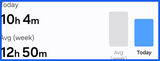 Today
10h 4m
Avg (week)
12h 50m
Avg
(week)
Today